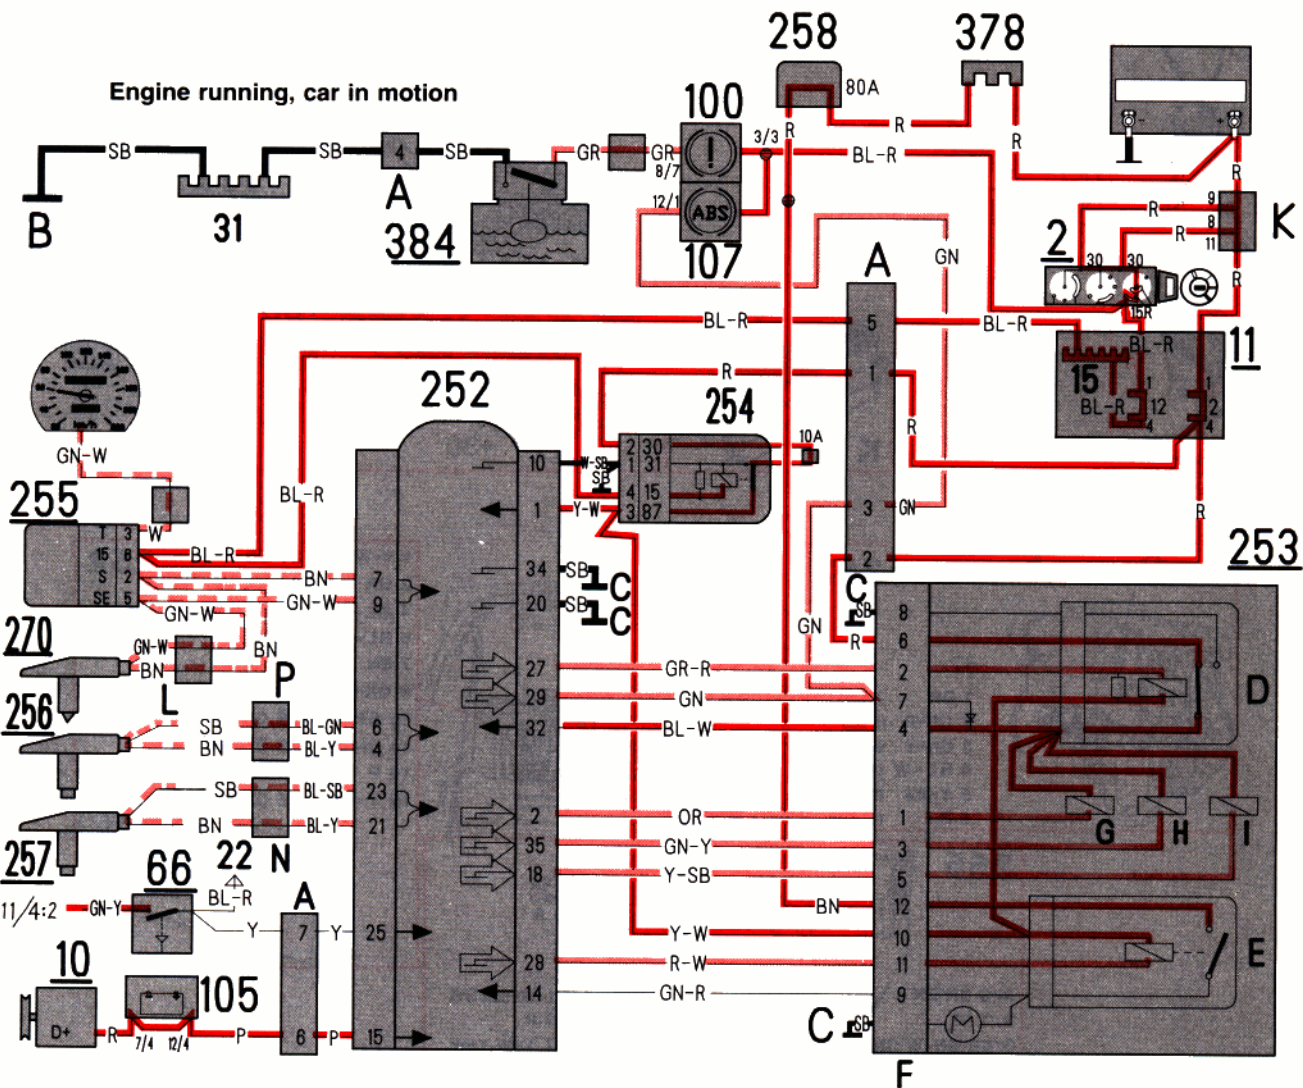 258
378
Engine running, car in motion
80A
100
3/3
- +
SB
SB
4
SB
GR
GR
8/7
R
R
BL-R
R
R
A
B
31
384
12/1
ABS
107
9
8
11
K
R
R
R
2
30
30
15R
GN
A
BL-R
5
BL-R
BL-R
11
15
1
12
4
BL-R
1
2
4
R
1
R
km/h
GN-W
252
254
10A
2 30
1 31
4 15
3 87
10
W-SB
SB
1
Y-W
BL-R
255
T 3
15 8
S 2
SE 5
W
BL-R
BN
7
GN-W
9
GN-W
3
GN
2
R
253
34
SB
C
20
SB
C
C
SB
8
R
6
GN
270
GN-W
BN
BN
L
P
27
GR-R
2
29
GN
7
D
256
SB
BN
BL-GN
BL-Y
6
4
32
BL-W
4
257
SB
BN
BL-SB
BL-Y
23
21
N
2
OR
1
G
H
I
35
GN-Y
3
18
Y-SB
5
66
22
BL-R
11/4:2
GN-Y
Y
A
7
Y
25
BN
12
Y-W
10
28
R-W
11
E
14
GN-R
9
10
D+
R
105
7/4
12/4
P
6
P
15
C
SB
M
F